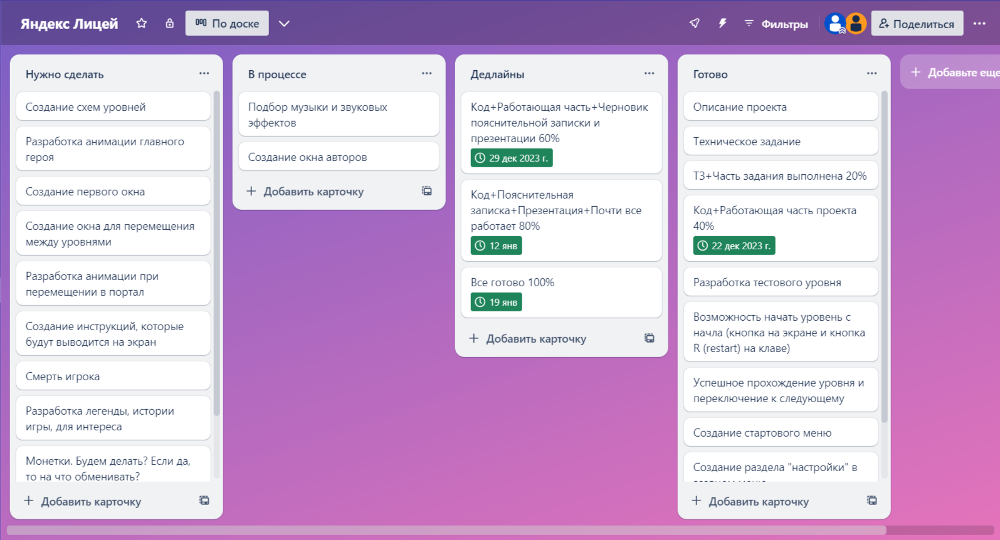 Яндекс Лицей
По доске
Фильтры
Поделиться
Нужно сделать
Создание схем уровней
Разработка анимации главного
героя
Создание первого окна
Создание окна для перемещения
между уровнями
Разработка анимации при
перемещении в портал
Создание инструкций, которые
будут выводится на экран
Смерть игрока
Разработка легенды, истории
игры, для интереса
Монетки. Будем делать? Если да,
то на что обменивать?
Добавить карточку
В процессе
Подбор музыки и звуковых
эффектов
Создание окна авторов
Добавить карточку
Дедлайны
Код+Работающая часть+Черновик
пояснительной записки и
презентации 60%
29 дек 2023 г.
Код+Пояснительная
записка+Презентация+Почти все
работает 80%
12 янв
Все готово 100%
19 янв
Добавить карточку
Готово
Описание проекта
Техническое задание
ТЗ+Часть задания выполнена 20%
Код+Работающая часть проекта
40%
22 дек 2023 г.
Разработка тестового уровня
Возможность начать уровень с
начла (кнопка на экране и кнопка
R (restart) на клаве)
Успешное прохождение уровня и
переключение к следующему
Создание стартового меню
Создание раздела "настройки" в
Добавить карточку
Добавьте еще